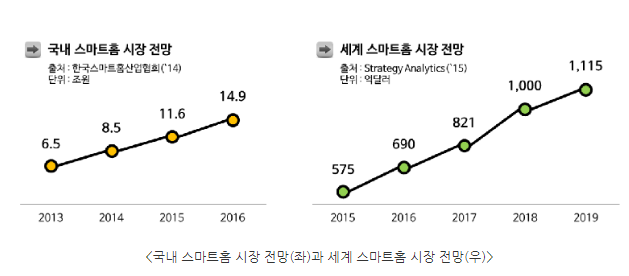 국내 스마트홈 시장 전망
출처 : 한국스마트홈산업협회(`14)
단위 : 조원
6.5
8.5
11.6
14.9
2013 2014 2015 2016
세계 스마트홈 시장 전망
출처 : Strategy Analytics(`15)
단위 : 억달러
575
690
821
1,000
1,115
2015 2016 2017 2018 2019
<국내 스마트홈 시장 전망(좌)과 세계 스마트홈 시장 전망(우)>